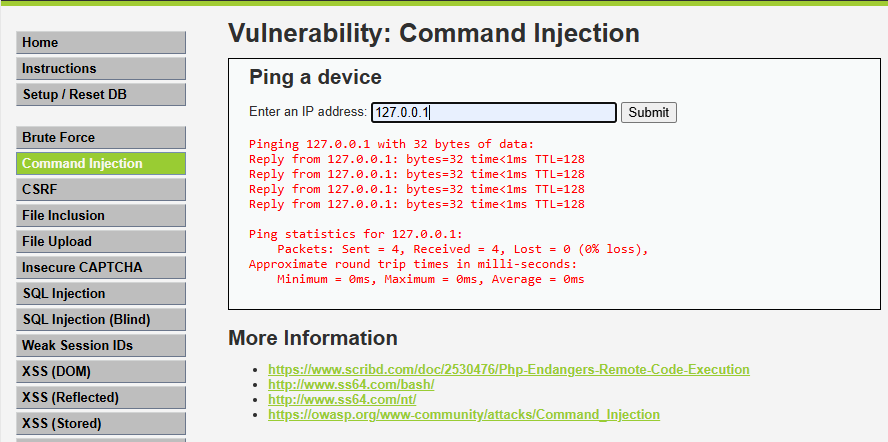 Home
Instructions
Setup / Reset DB
Brute Force
Command Injection
CSRF
File Inclusion
File Upload
Insecure CAPTCHA
SQL Injection
SQL Injection (Blind)
Weak Session IDs
XSS (DOM)
XSS (Reflected)
XSS (Stored)
Vulnerability: Command Injection
Ping a device
Enter an IP address: 127.0.0.1 Submit
Pinging 127.0.0.1 with 32 bytes of data:
Reply from 127.0.0.1: bytes=32 time<1ms TTL=128
Reply from 127.0.0.1: bytes=32 time<1ms TTL=128
Reply from 127.0.0.1: bytes=32 time<1ms TTL=128
Reply from 127.0.0.1: bytes=32 time<1ms TTL=128
Ping statistics for 127.0.0.1:
Packets: Sent = 4, Received = 4, Lost = 0 (0% loss),
Approximate round trip times in milli-seconds:
Minimum = 0ms, Maximum = 0ms, Average = 0ms
More Information
https://www.scribd.com/doc/2530476/Php-Endangers-Remote-Code-Execution
http://www.ss64.com/bash/
http://www.ss64.com/nt/
https://owasp.org/www-community/attacks/Command_Injection